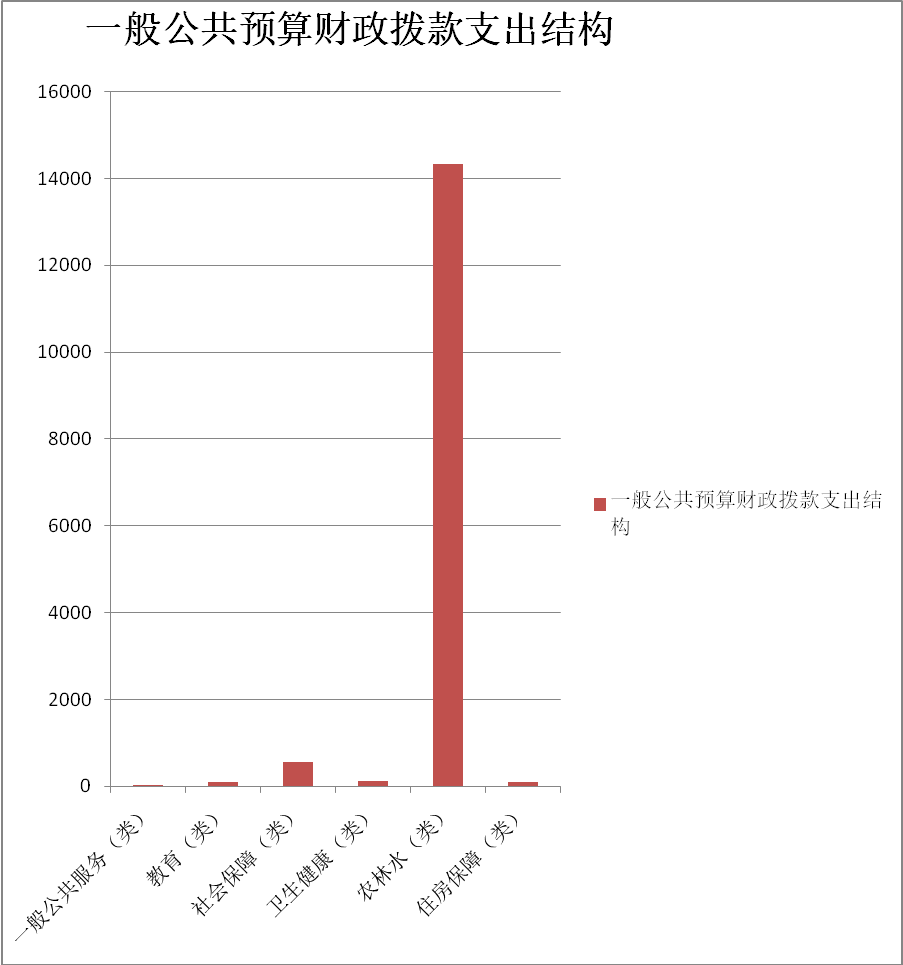 一般公共预算财政拨款支出结构
16000
14000
12000
10000
8000
6000
4000
2000
0
一般公共服务（类）
教育（类）
社会保障（类）
卫生健康（类）
农林水（类）
住房保障（类）
一般公共预算财政拨款支出结
构